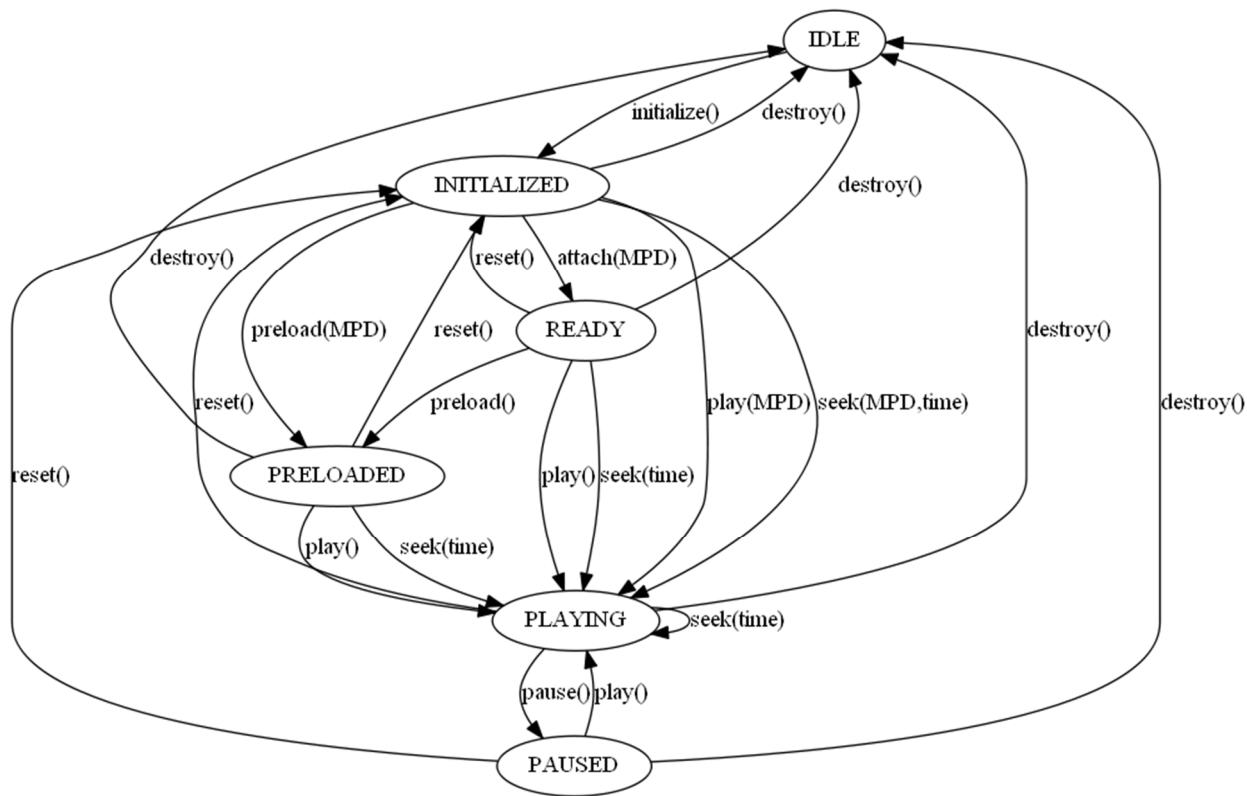 IDLE
initialize()
destroy()
INITIALIZED
destroy()
destroy()
reset()
attach(MPD)
preload(MPD)
reset()
READY
destroy()
reset()
preload()
play(MPD)
seek(MPD,time)
destroy()
reset()
PRELOADED
play()
seek(time)
play()
seek(time)
PLAYING
seek(time)
pause()
play()
PAUSED